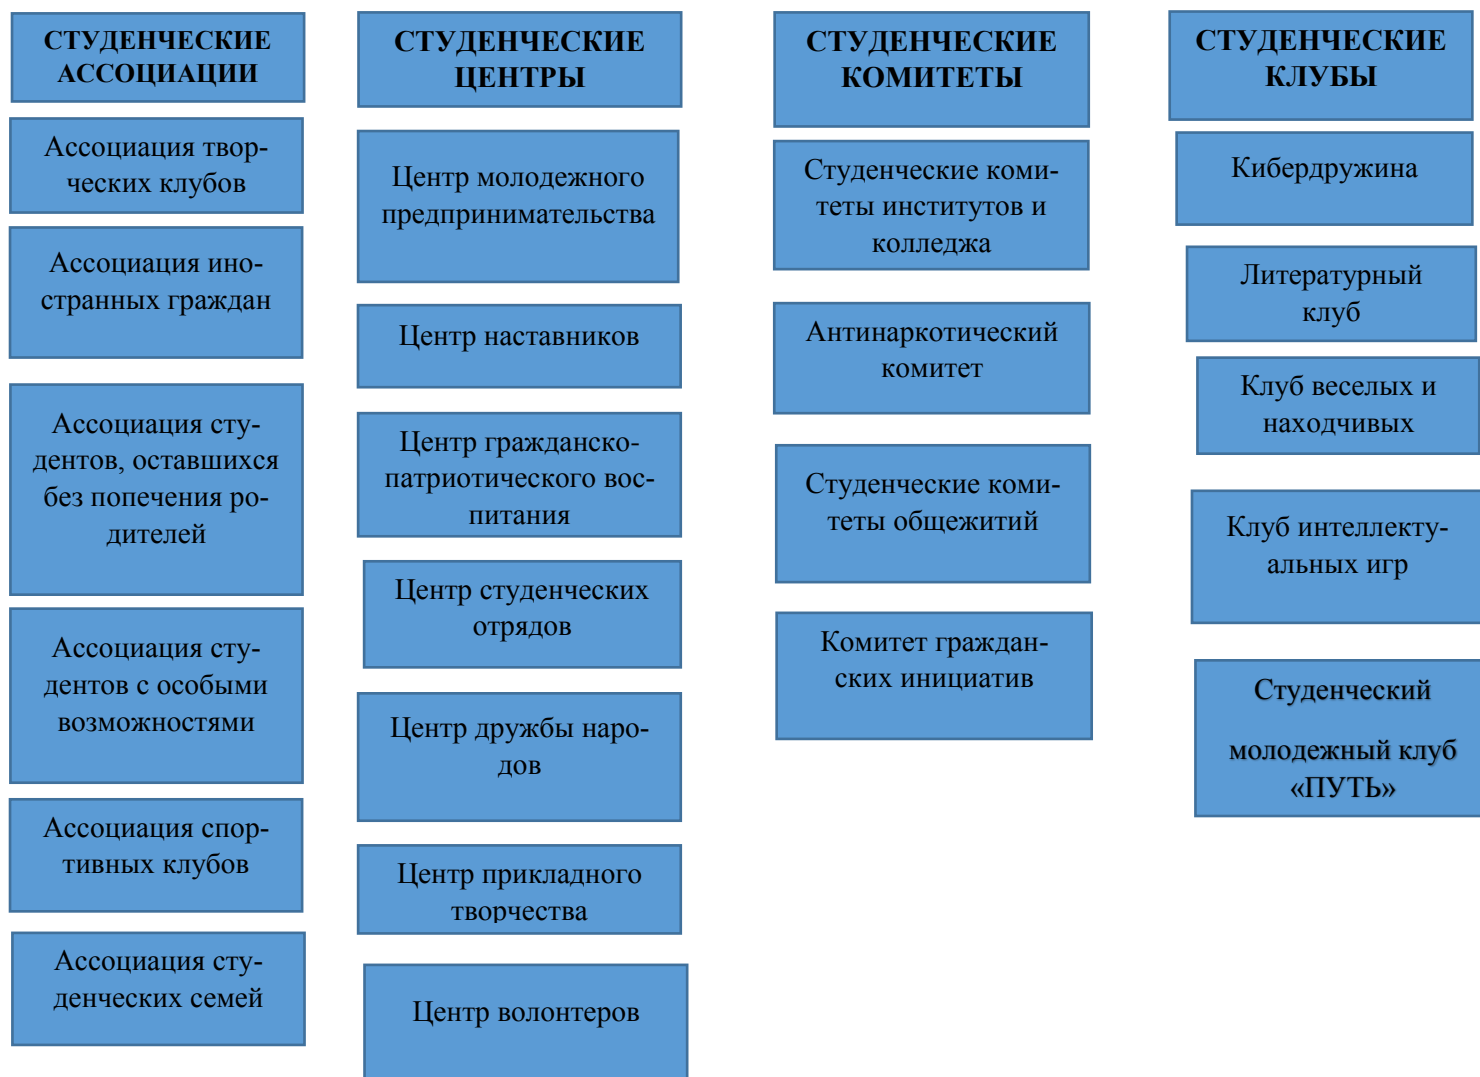 СТУДЕНЧЕСКИЕ
АССОЦИАЦИИ
Ассоциация твор-
ческих клубов
Ассоциация ино-
странных граждан
Ассоциация сту-
дентов, оставшихся
без попечения ро-
дителей
Ассоциация сту-
дентов с особыми
возможностями
Ассоциация спор-
тивных клубов
Ассоциация сту-
денческих семей
СТУДЕНЧЕСКИЕ
ЦЕНТРЫ
Центр молодежного
предпринимательства
Центр наставников
Центр гражданско-
патриотического вос-
питания
Центр студенческих
отрядов
Центр дружбы наро-
дов
Центр прикладного
творчества
Центр волонтеров
СТУДЕНЧЕСКИЕ
КОМИТЕТЫ
Студенческие коми-
теты институтов и
колледжа
Антинаркотический
комитет
Студенческие коми-
теты общежитий
Комитет граждан-
ских инициатив
СТУДЕНЧЕСКИЕ
КЛУБЫ
Кибердружина
Литературный
клуб
Клуб веселых и
находчивых
Клуб интеллекту-
альных игр
Студенческий
молодежный клуб
«ПУТЬ»